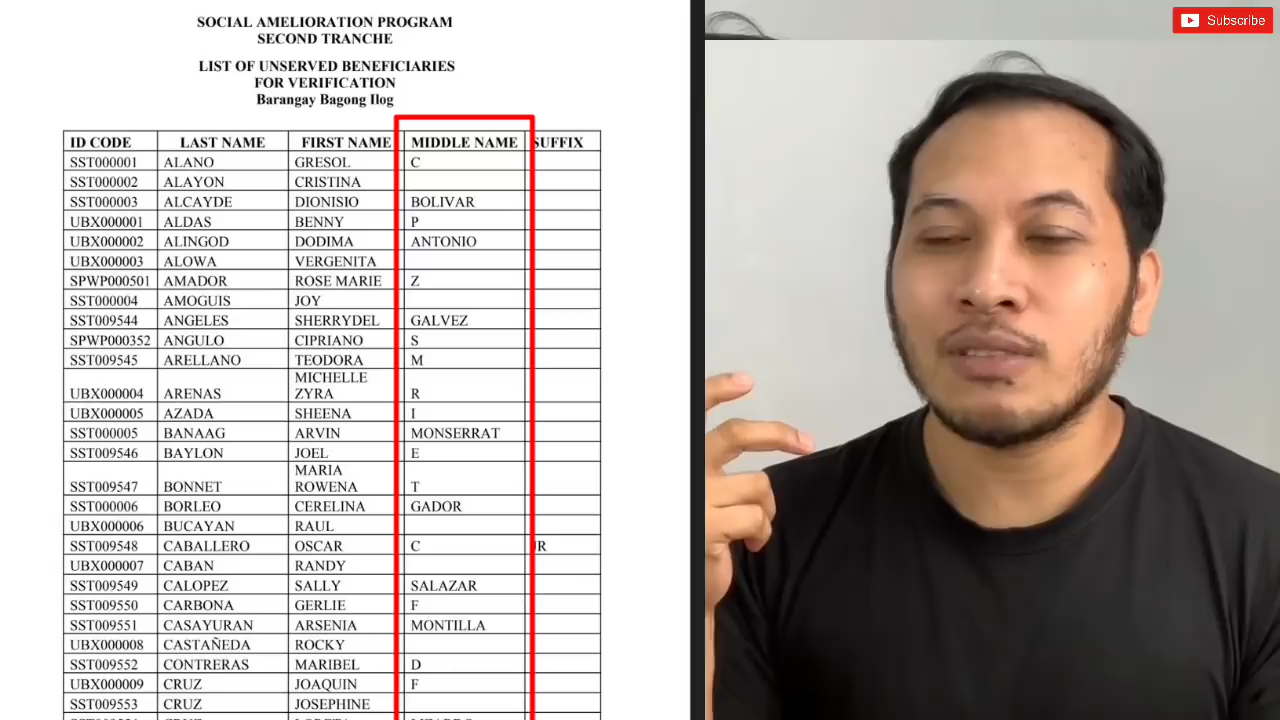 SOCIAL AMELIORATION PROGRAM
SECOND TRANCHE
LIST OF UNSERVED BENEFICIARIES
FOR VERIFICATION
Barangay Bagong Ilog
ID CODE LAST NAME FIRST NAME MIDDLE NAME SUFFIX
SST000001 ALANO GRESOL C
SST000002 ALAYON CRISTINA
SST000003 ALCAYDE DIONISIO BOLIVAR
UBX000001 ALDAS BENNY P
UBX000002 ALINGOD DODIMA ANTONIO
UBX000003 ALOWA VERGENITA
SPWP000501 AMADOR ROSE MARIE Z
SST000004 AMOGUIS JOY
SST009544 ANGELES SHERRYDEL GALVEZ
SPWP000352 ANGULO CIPRIANO S
SST009545 ARELLANO TEODORA M
MICHELLE
UBX000004 ARENAS ZYRA R
UBX000005 AZADA SHEENA I
SST000005 BANAAG ARVIN MONSERRAT
SST009546 BAYLON JOEL E
MARIA
SST009547 BONNET ROWENA T
SST000006 BORLEO CERELINA GADOR
UBX000006 BUCAYAN RAUL
SST009548 CABALLERO OSCAR C JR
UBX000007 CABAN RANDY
SST009549 CALOPEZ SALLY SALAZAR
SST009550 CARBONA GERLIE F
SST009551 CASAYURAN ARSENIA MONTILLA
UBX000008 CASTAÑEDA ROCKY
SST009552 CONTRERAS MARIBEL D
UBX000009 CRUZ JOAQUIN F
SST009553 CRUZ JOSEPHINE
Subscribe